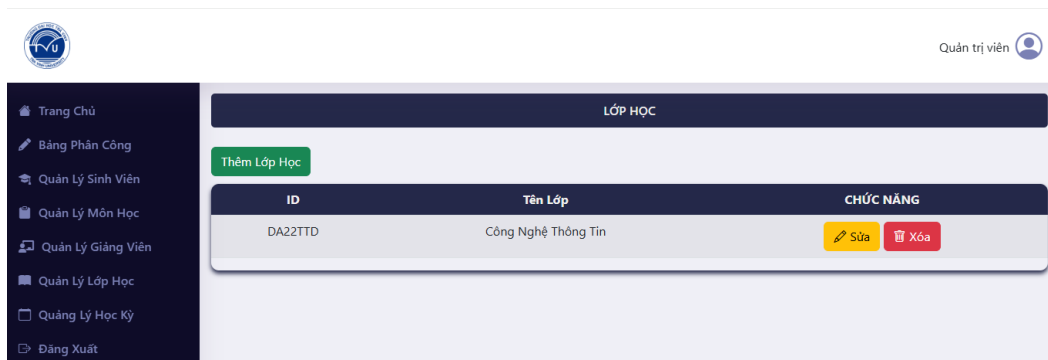 TVU
Quản trị viên
Trang Chủ
Bảng Phân Công
Quản Lý Sinh Viên
Quản Lý Môn Học
Quản Lý Giảng Viên
Quản Lý Lớp Học
Quảng Lý Học Kỳ
Đăng Xuất
LỚP HỌC
Thêm Lớp Học
ID Tên Lớp CHỨC NĂNG
DA22TTD Công Nghệ Thông Tin Sửa Xóa